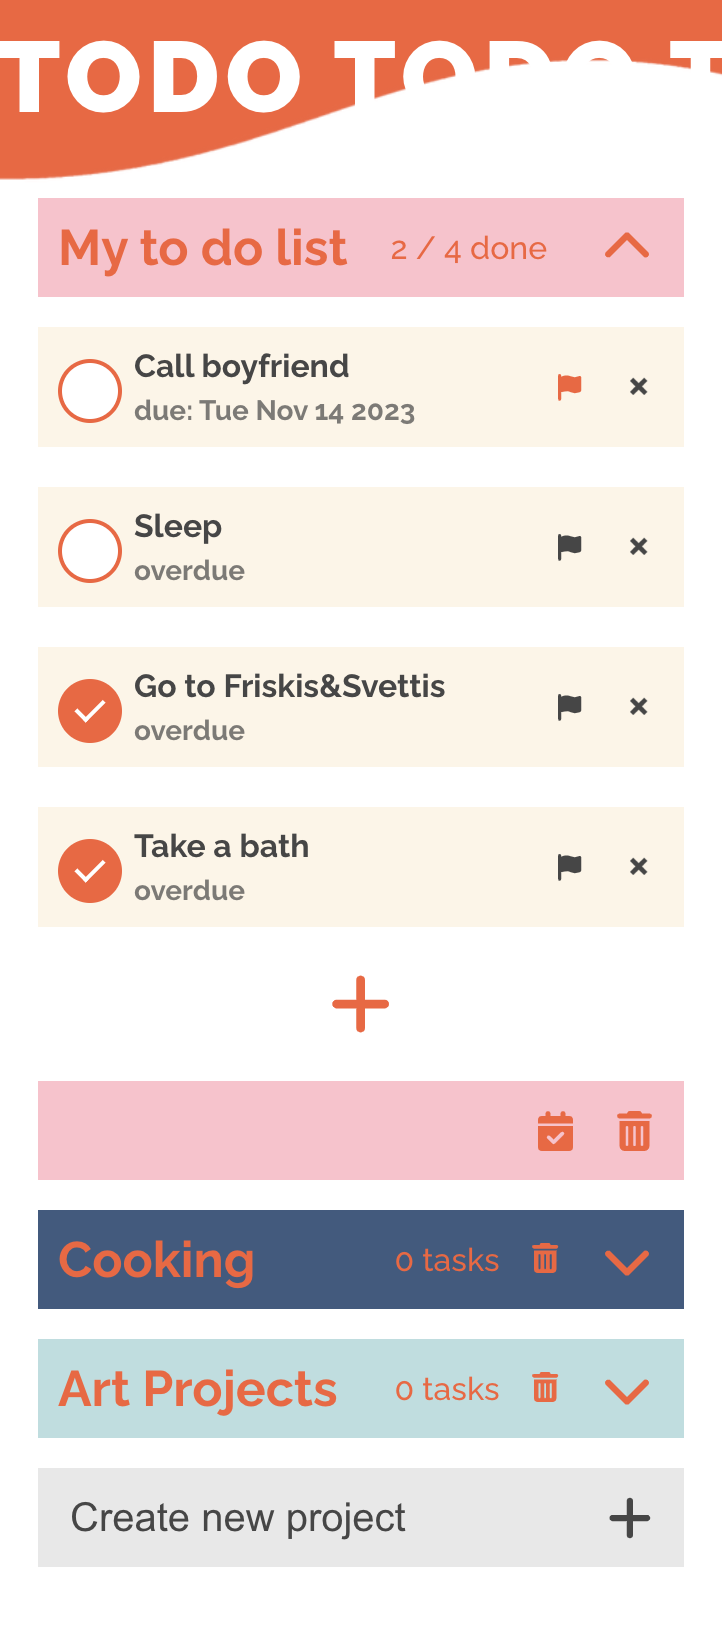 TODO TODO T
My to do list 2 / 4 done
Call boyfriend
due: Tue Nov 14 2023
Sleep
overdue
Go to Friskis&Svettis
overdue
Take a bath
overdue
Cooking 0 tasks
Art Projects 0 tasks
Create new project